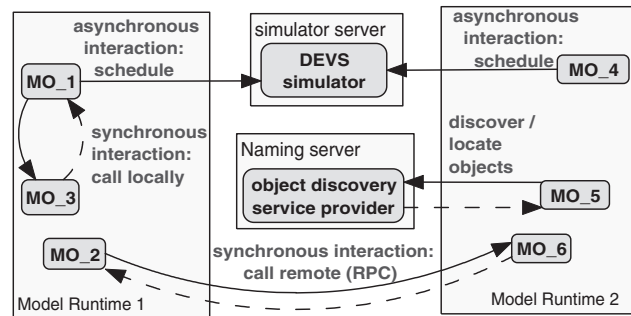 asynchronous
interaction:
schedule
simulator server
DEVS
simulator
asynchronous
interaction:
schedule
MO_1
MO_4
synchronous
interaction:
call locally
MO_3
Naming server
object discovery
service provider
discover /
locate
objects
MO_5
MO_2
synchronous interaction:
call remote (RPC)
MO_6
Model Runtime 1
Model Runtime 2